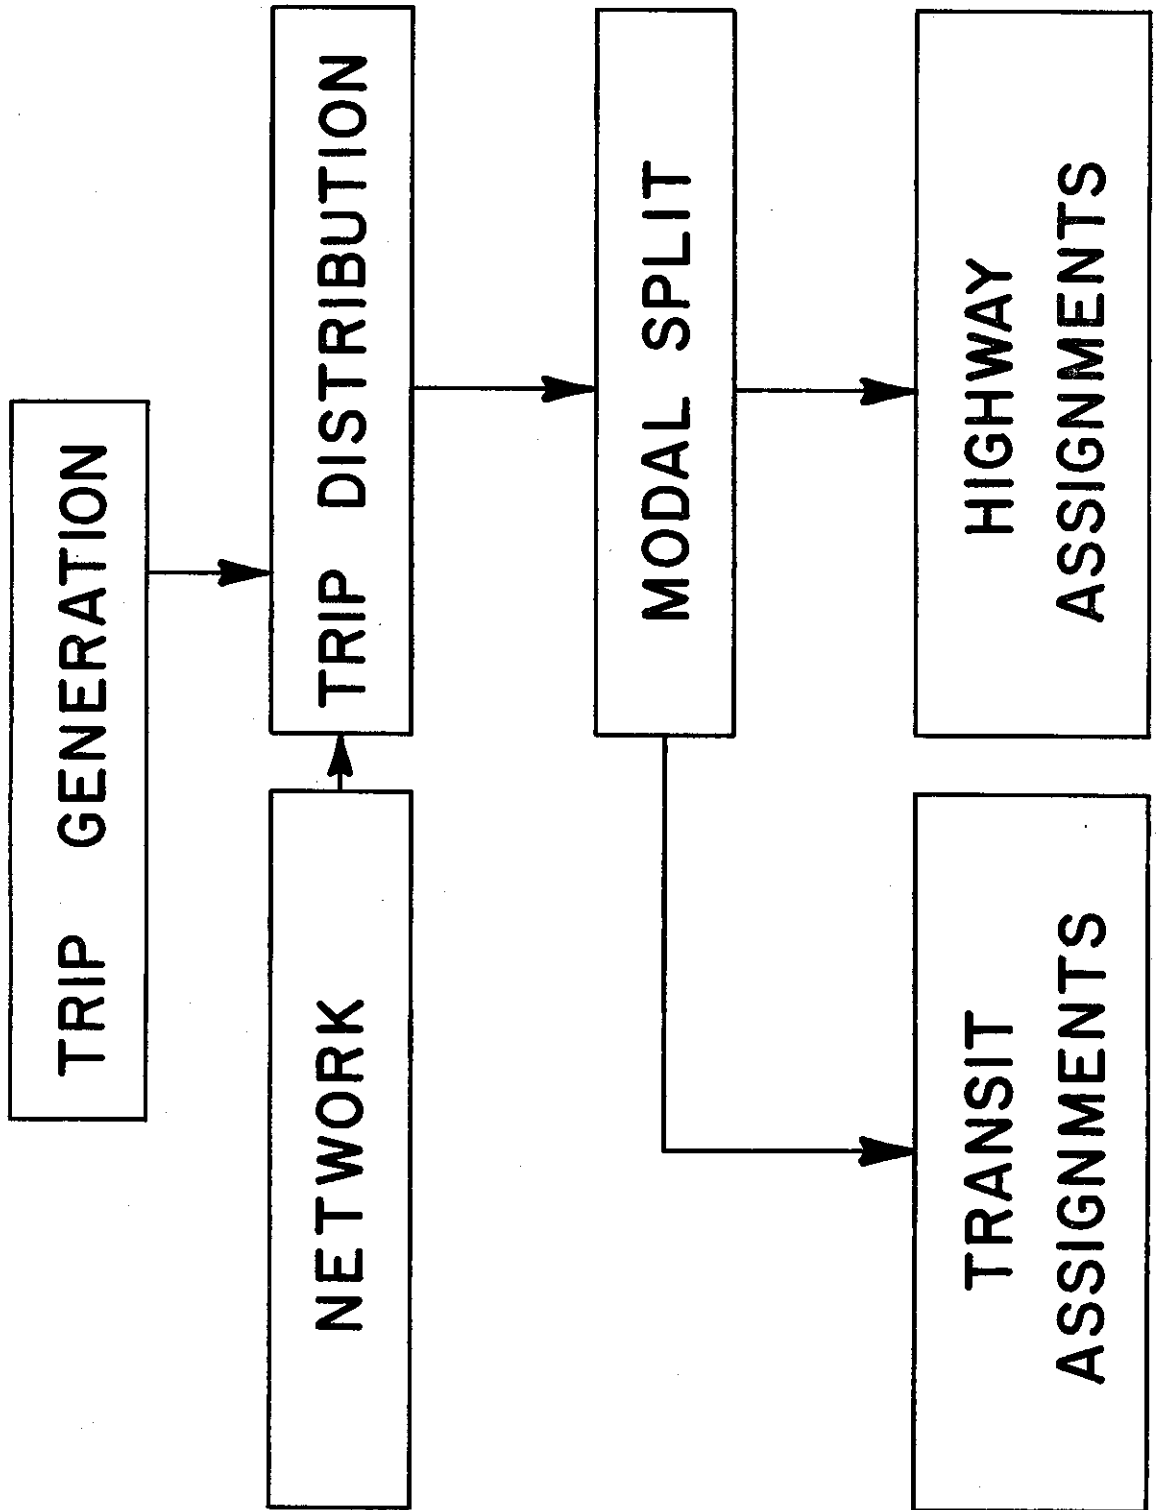 TRIP GENERATION
NETWORK
TRIP DISTRIBUTION
MODAL SPLIT
TRANSIT
ASSIGNMENTS
HIGHWAY
ASSIGNMENTS